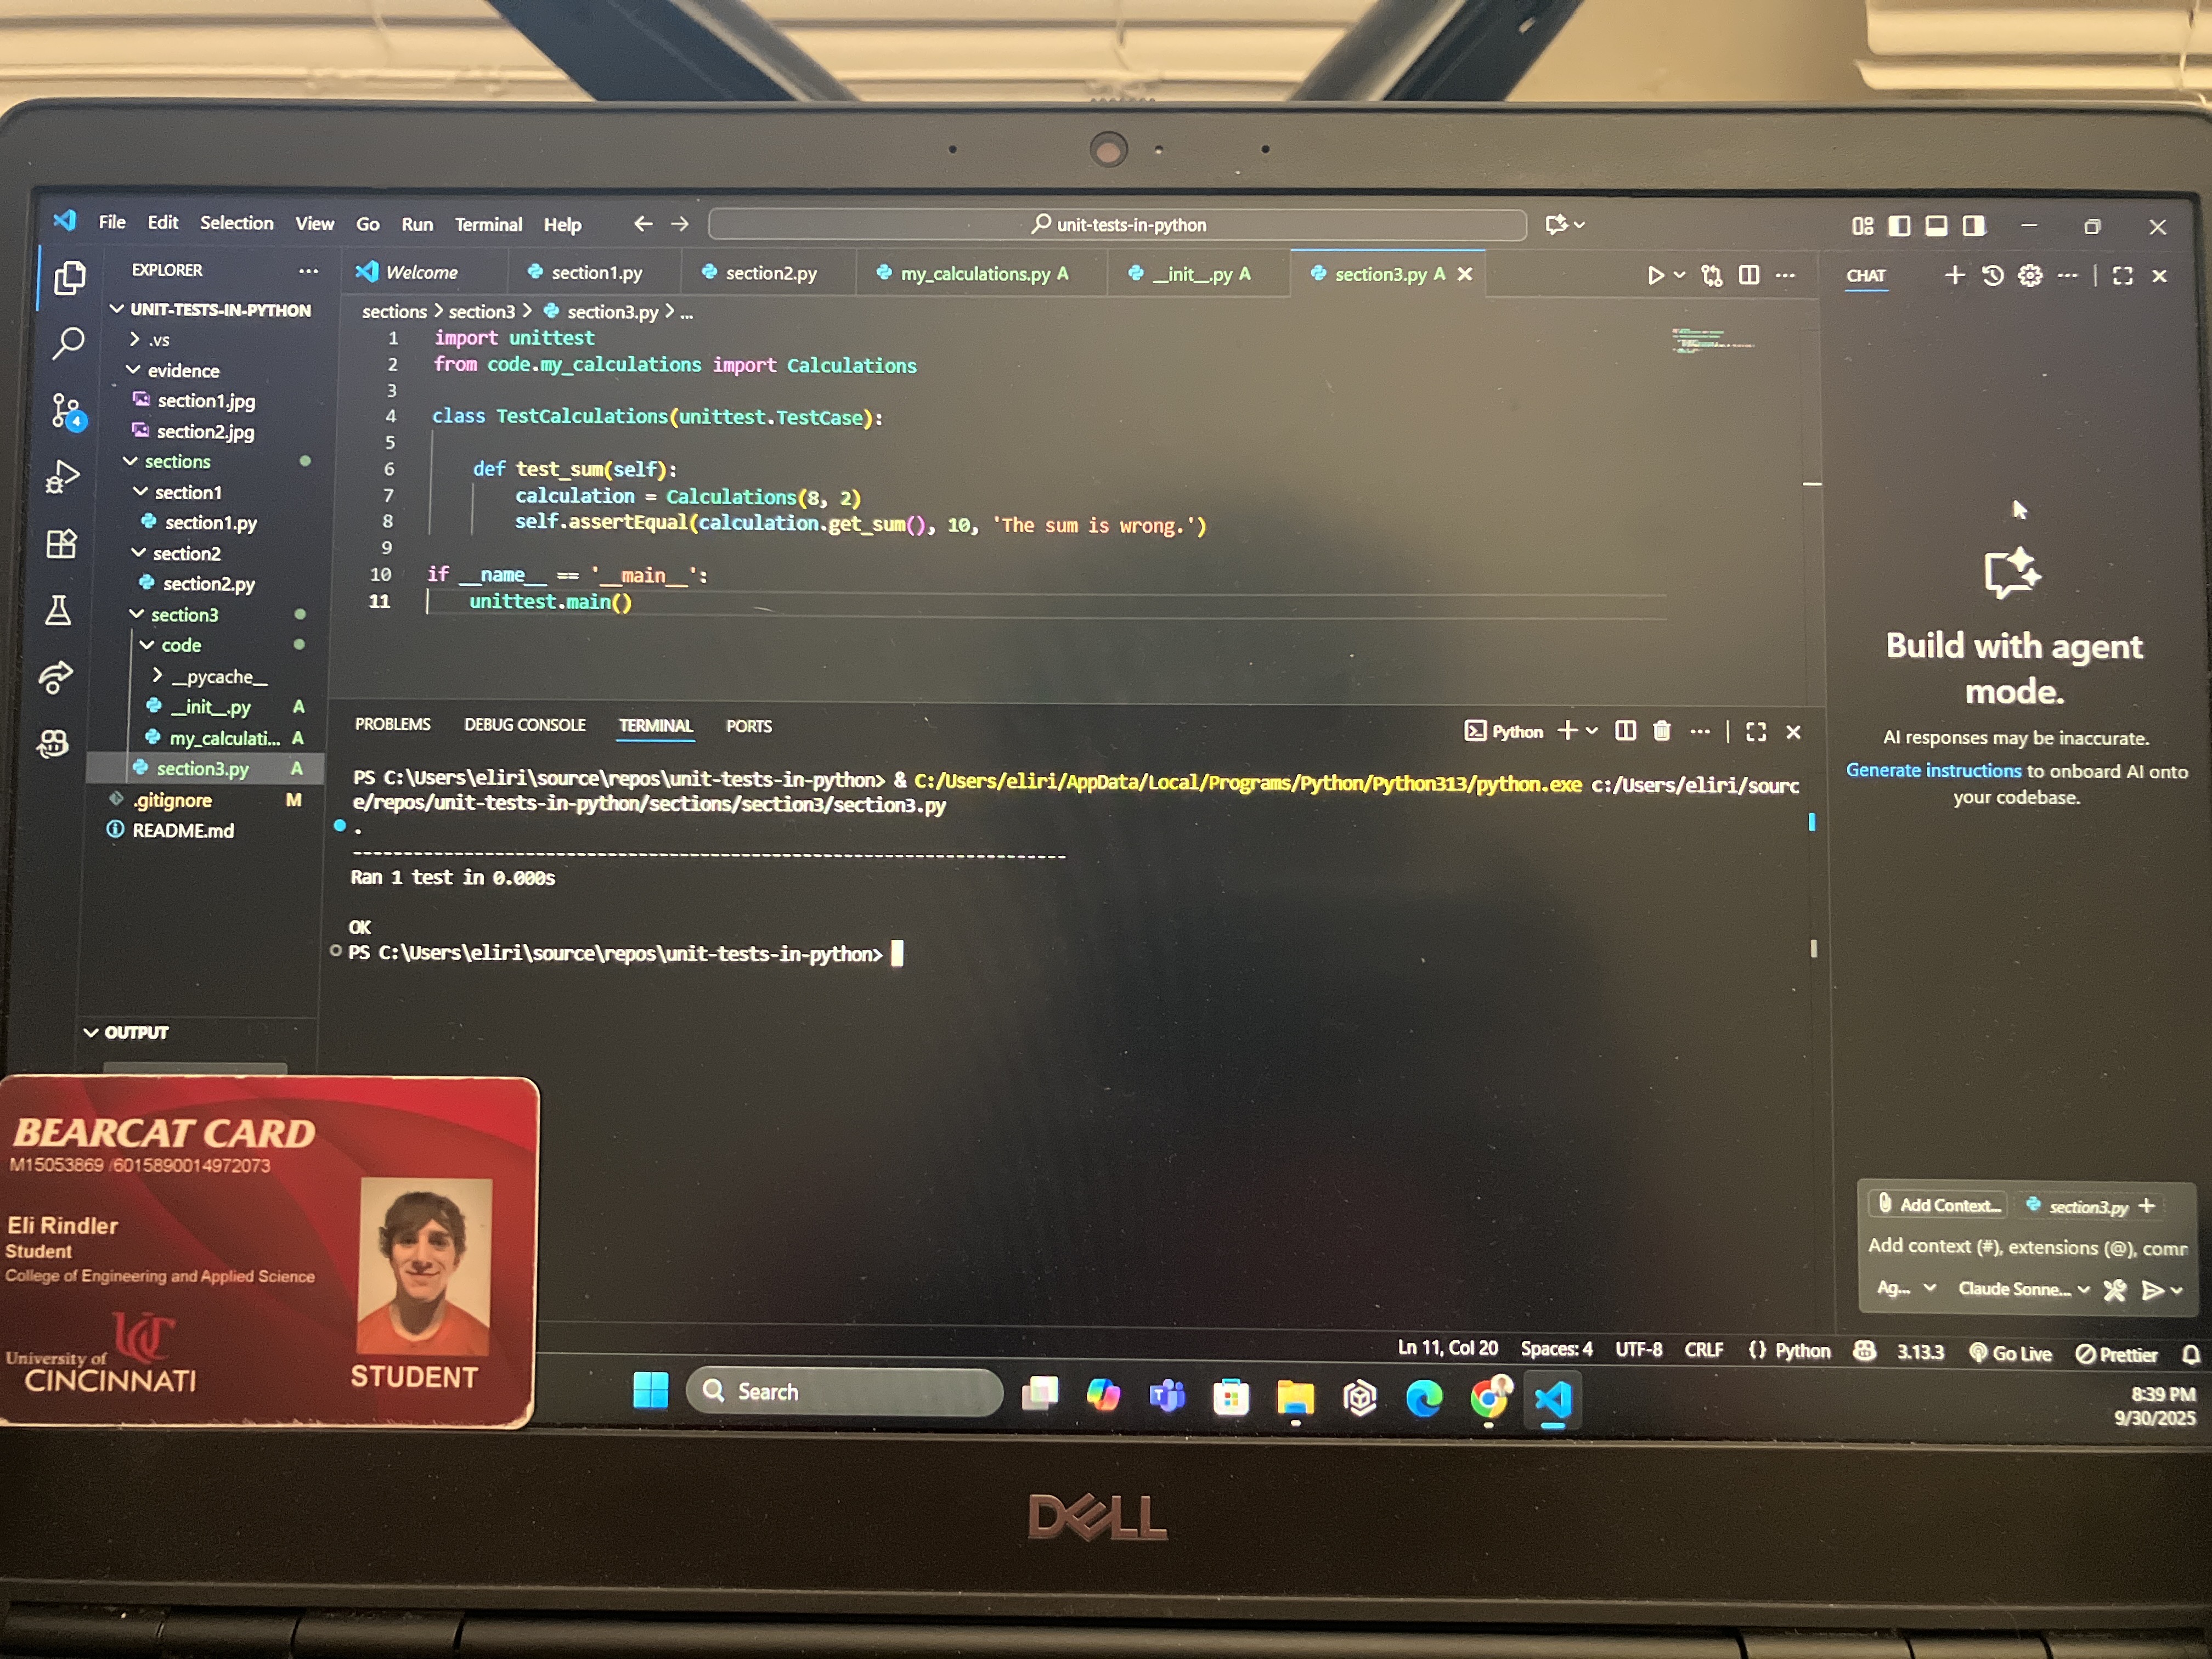 File Edit Selection View Go Run Terminal Help
unit-tests-in-python
EXPLORER
UNIT-TESTS-IN-PYTHON
.vs
evidence
section1.jpg
section2.jpg
sections
section1
section1.py
section2
section2.py
section3
code
__pycache__
__init__.py A
my_calculati... A
section3.py A
.gitignore M
README.md
OUTPUT
4
Welcome section1.py section2.py my_calculations.py A __init__.py A section3.py A
sections > section3 > section3.py > ...
1 import unittest
2 from code.my_calculations import Calculations
3
4 class TestCalculations(unittest.TestCase):
5
6 def test_sum(self):
7 calculation = Calculations(8, 2)
8 self.assertEqual(calculation.get_sum(), 10, 'The sum is wrong.')
9
10 if __name__ == '__main__':
11 unittest.main()
PROBLEMS DEBUG CONSOLE TERMINAL PORTS
Python
PS C:\Users\eliri\source\repos\unit-tests-in-python> & C:/Users/eliri/AppData/Local/Programs/Python/Python313/python.exe c:/Users/eliri/sourc
e/repos/unit-tests-in-python/sections/section3/section3.py
.
----------------------------------------------------------------------
Ran 1 test in 0.000s
OK
PS C:\Users\eliri\source\repos\unit-tests-in-python>
CHAT
Build with agent
mode.
AI responses may be inaccurate.
Generate instructions to onboard AI onto
your codebase.
Add Context... section3.py
Add context (#), extensions (@), comm
Ag... Claude Sonne...
Ln 11, Col 20 Spaces: 4 UTF-8 CRLF {} Python 3.13.3 Go Live Prettier
Search
8:39 PM
9/30/2025
BEARCAT CARD
M15053869 /6015890014972073
Eli Rindler
Student
College of Engineering and Applied Science
UC
University of
CINCINNATI
STUDENT
DELL